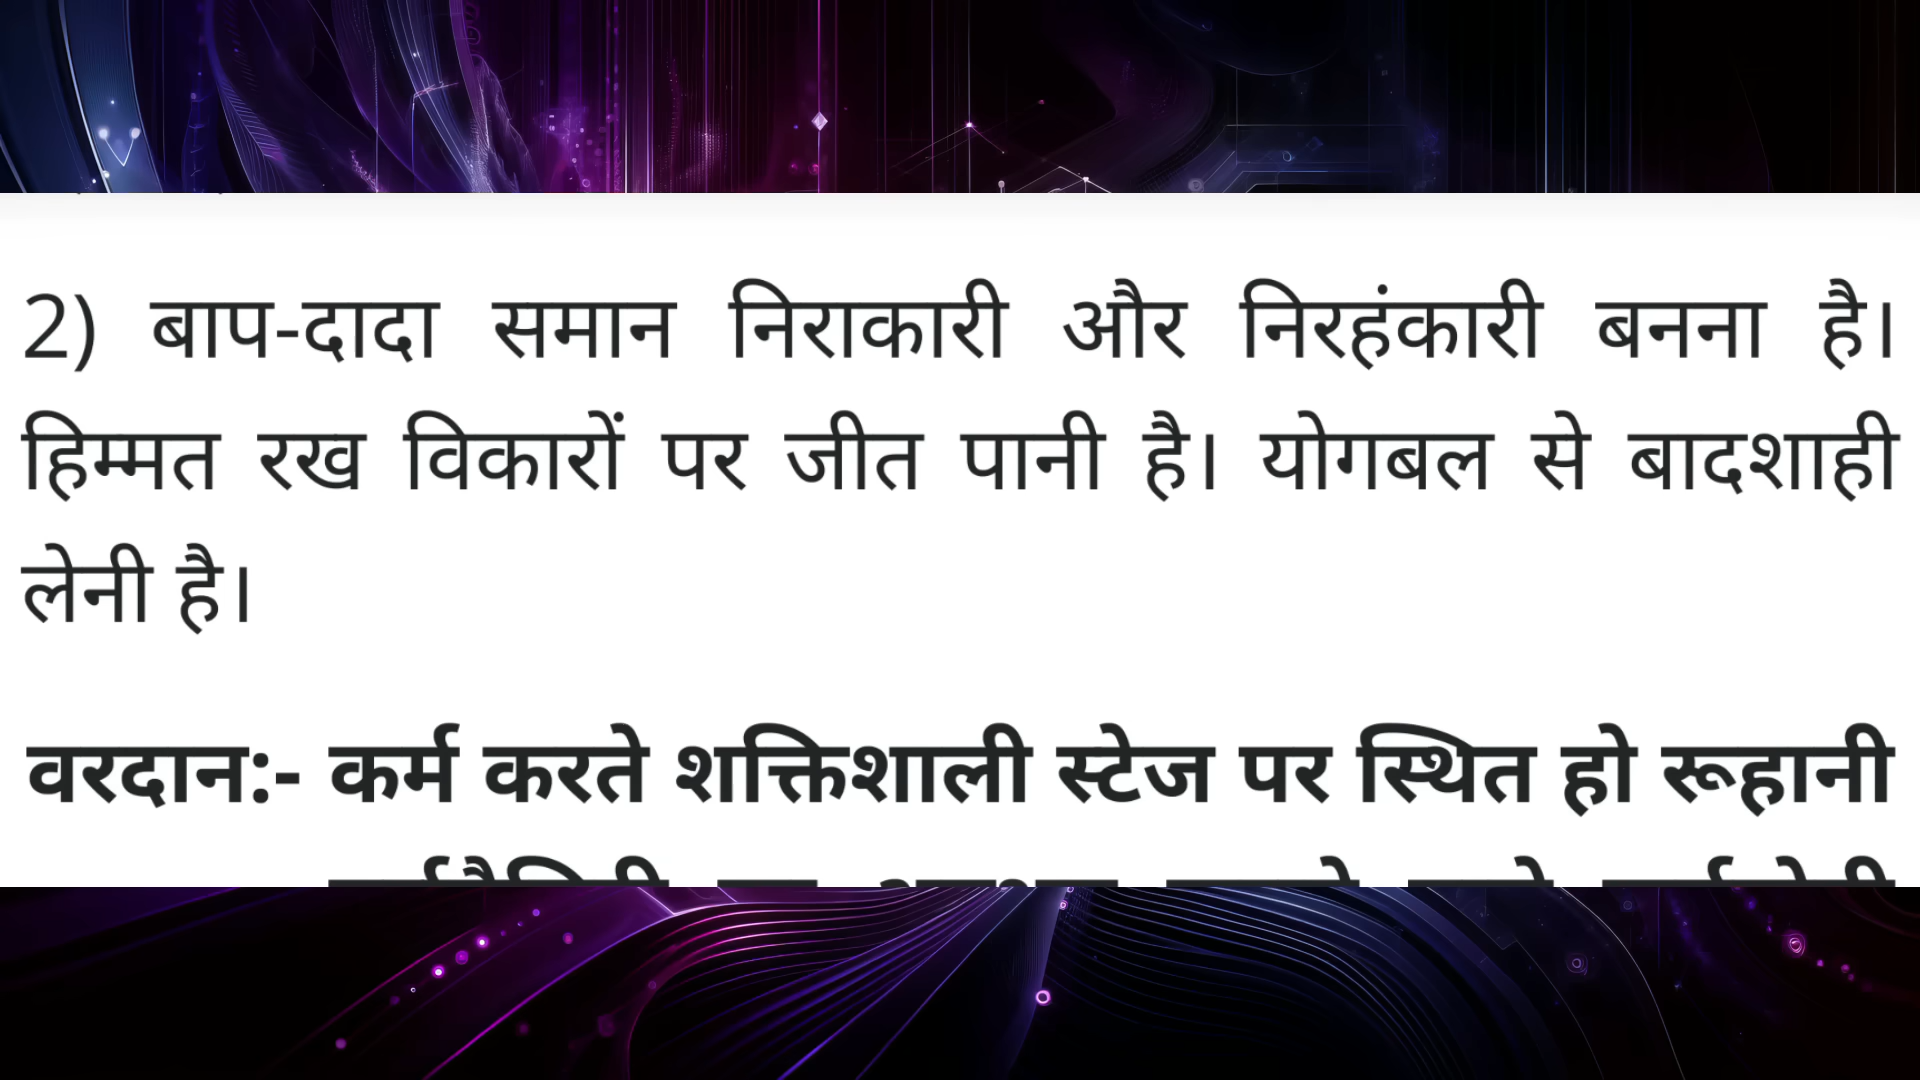 2) बाप-दादा समान निराकारी और निरहंकारी बनना है।
हिम्मत रख विकारों पर जीत पानी है। योगबल से बादशाही
लेनी है।
वरदान:- कर्म करते शक्तिशाली स्टेज पर स्थित हो रूहानी